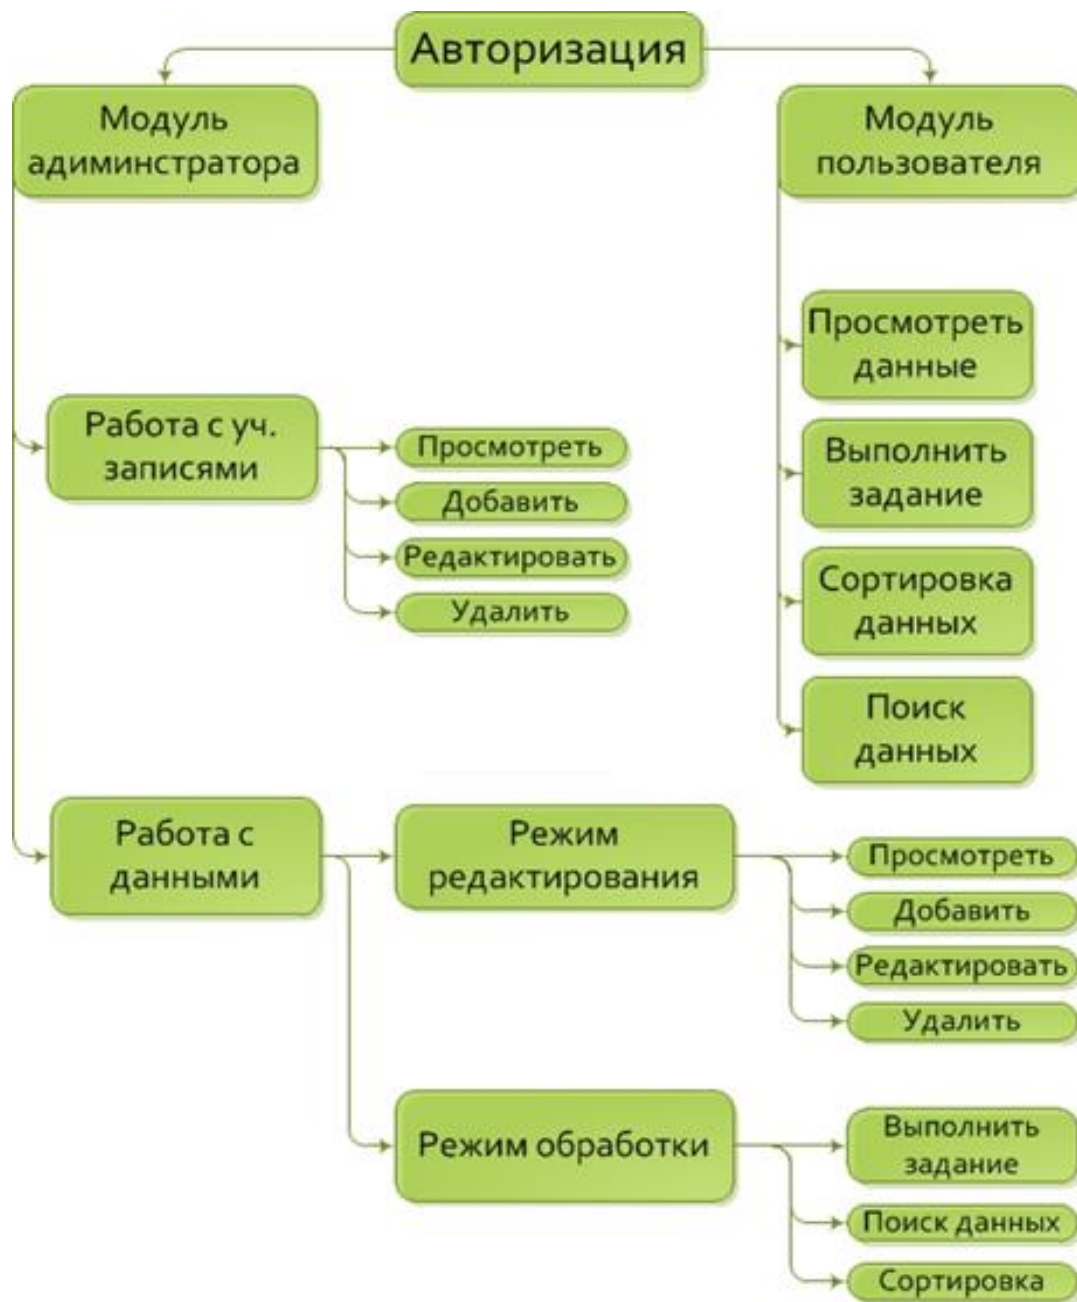 Авторизация
Модуль
адиминстратора
Модуль
пользователя
Просмотреть
данные
Работа с уч.
записями
Просмотреть
Добавить
Редактировать
Удалить
Выполнить
задание
Сортировка
данных
Поиск
данных
Работа с
данными
Режим
редактирования
Просмотреть
Добавить
Редактировать
Удалить
Режим обработки
Выполнить
задание
Поиск данных
Сортировка